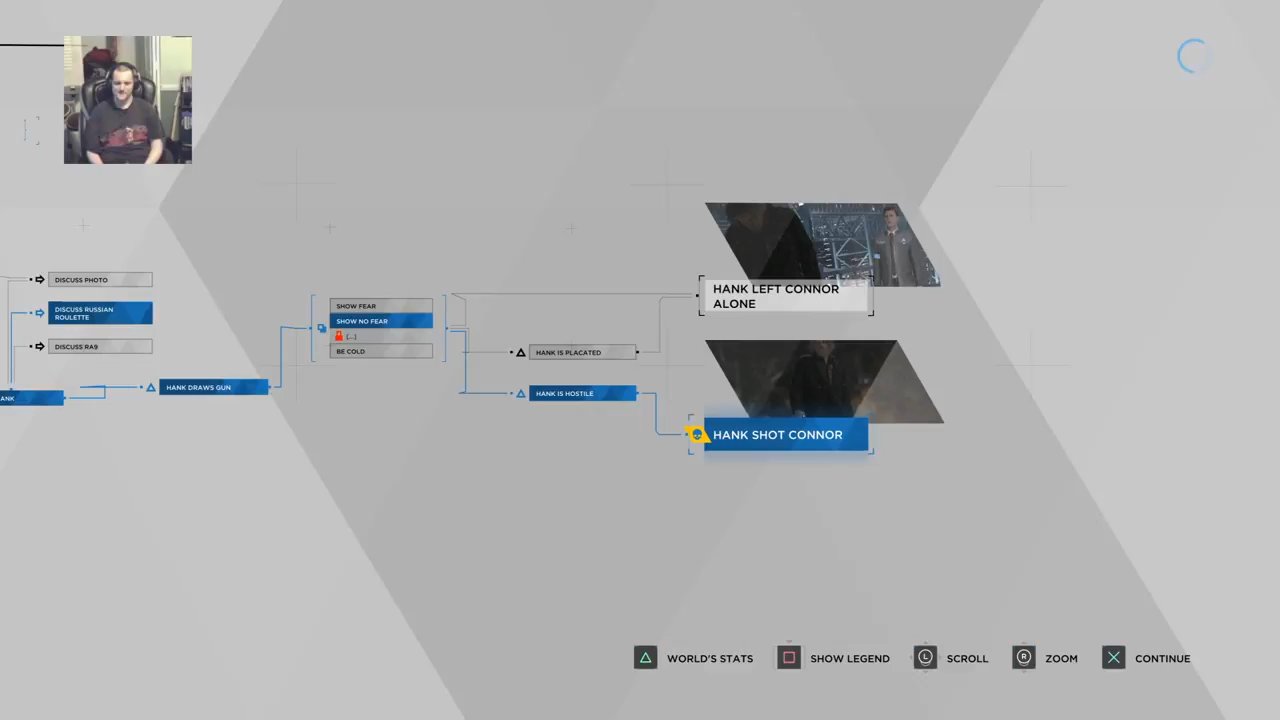 DISCUSS PHOTO
DISCUSS RUSSIAN
ROULETTE
DISCUSS RA9
ANK
HANK DRAWS GUN
SHOW FEAR
SHOW NO FEAR
[...]
BE COLD
HANK IS PLACATED
HANK IS HOSTILE
HANK LEFT CONNOR
ALONE
HANK SHOT CONNOR
WORLD'S STATS
SHOW LEGEND
L
SCROLL
R
ZOOM
CONTINUE